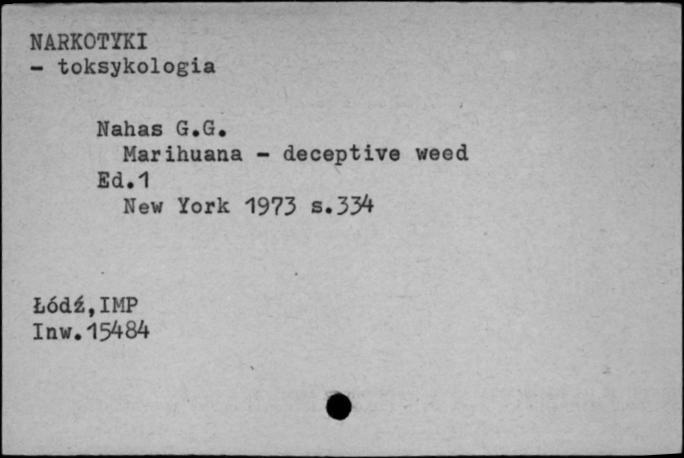 NARKOTYKI
- toksykologia
Nahas G.G.
Marihuana - deceptive weed
Ed.1
New York 1973 s.334
Łódź,IMP
Inw.15484